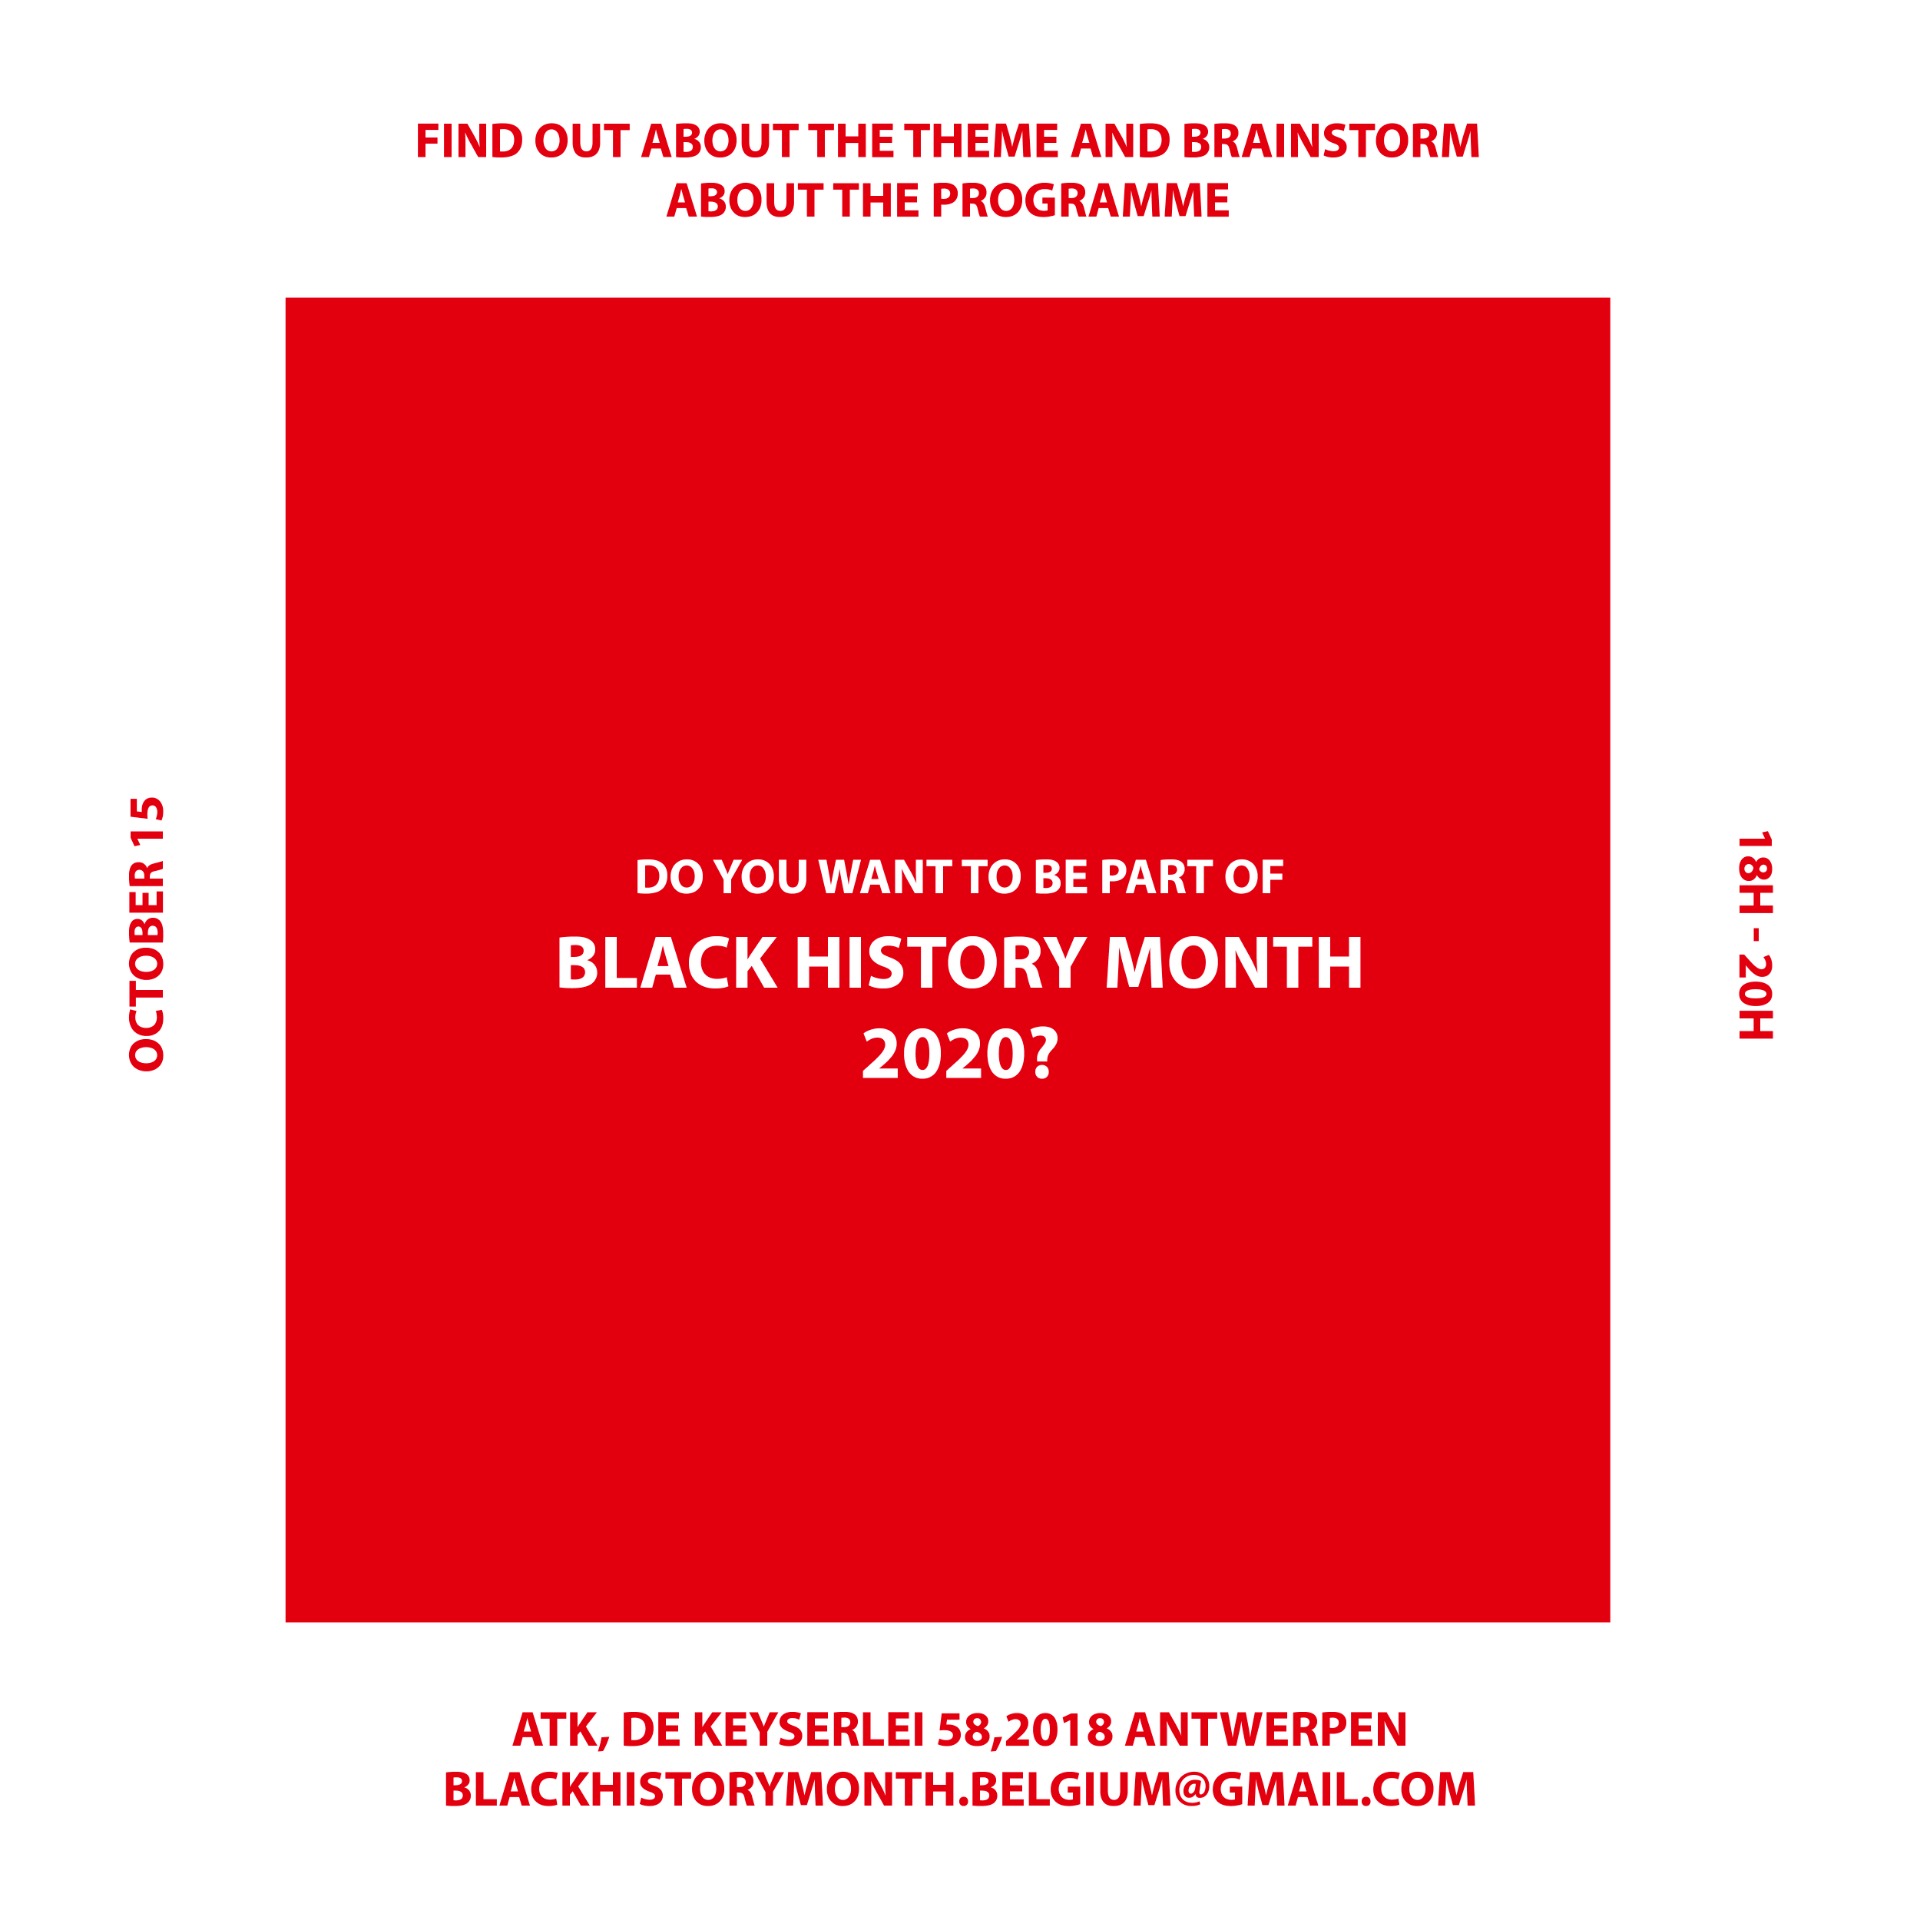 FIND OUT ABOUT THE THEME AND BRAINSTORM
ABOUT THE PROGRAMME
OCTOBER 15
DO YOU WANT TO BE PART OF
BLACK HISTORY MONTH
2020?
18H - 20H
ATK, DE KEYSERLEI 58,2018 ANTWERPEN
BLACKHISTORYMONTH.BELGIUM@GMAIL.COM